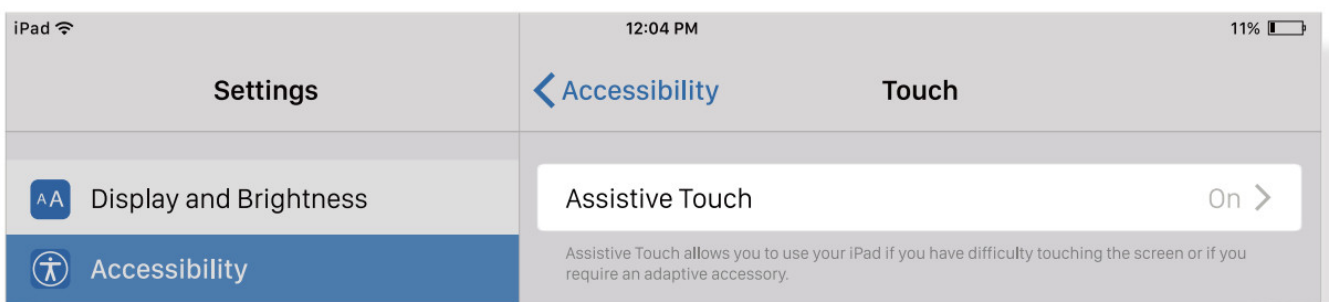 iPad 12:04 PM 11%
Settings
Accessibility Touch
AA Display and Brightness
Assistive Touch On
Accessibility
Assistive Touch allows you to use your iPad if you have difficulty touching the screen or if you
require an adaptive accessory.